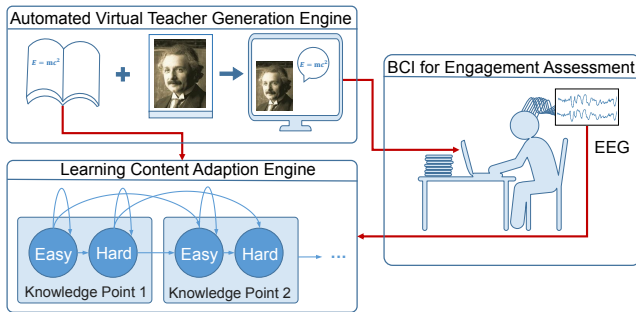 Automated Virtual Teacher Generation Engine
E = mc²
E = mc²
BCI for Engagement Assessment
EEG
Learning Content Adaption Engine
Easy
Hard
Easy
Hard
...
Knowledge Point 1
Knowledge Point 2